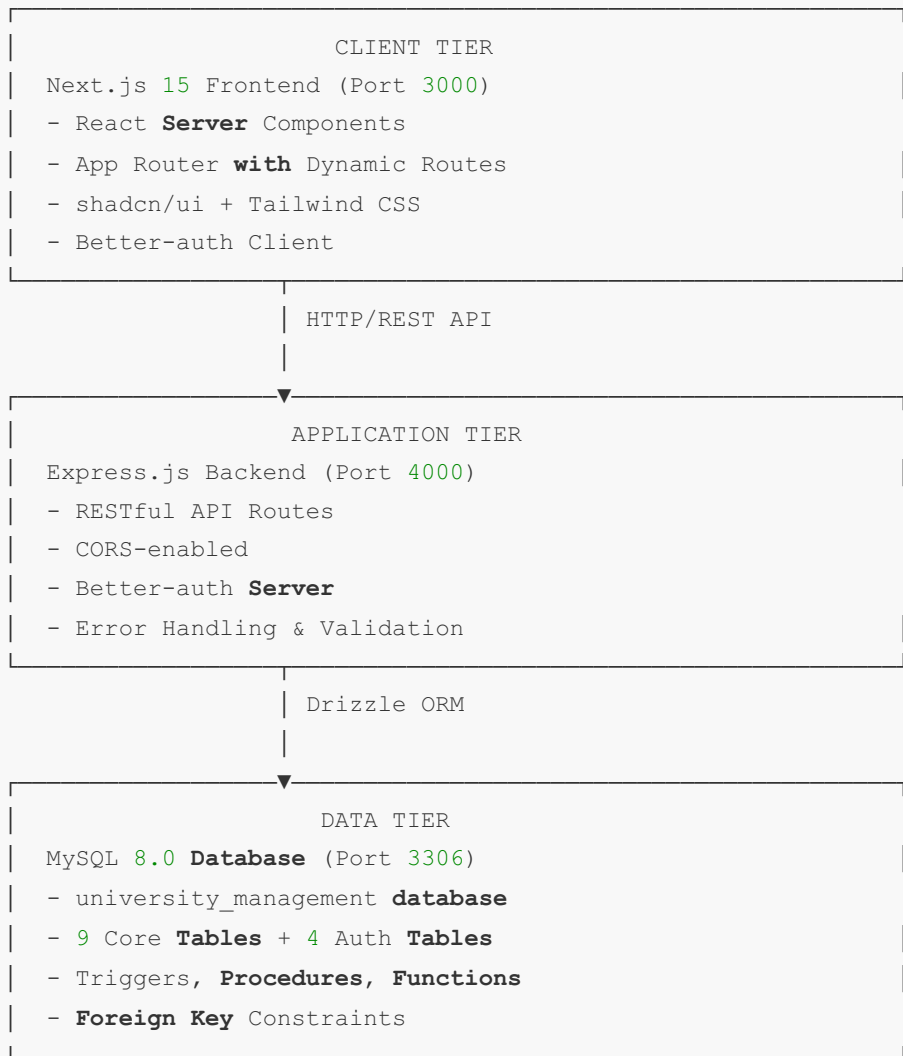 CLIENT TIER
Next.js 15 Frontend (Port 3000)
- React Server Components
- App Router with Dynamic Routes
- shadcn/ui + Tailwind CSS
- Better-auth Client
HTTP/REST API
APPLICATION TIER
Express.js Backend (Port 4000)
- RESTful API Routes
- CORS-enabled
- Better-auth Server
- Error Handling & Validation
Drizzle ORM
DATA TIER
MySQL 8.0 Database (Port 3306)
- university_management database
- 9 Core Tables + 4 Auth Tables
- Triggers, Procedures, Functions
- Foreign Key Constraints